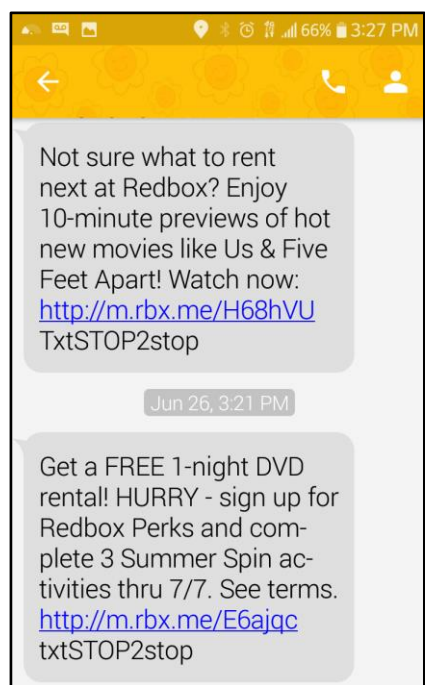 66% 3:27 PM
Not sure what to rent
next at Redbox? Enjoy
10-minute previews of hot
new movies like Us & Five
Feet Apart! Watch now:
http://m.rbx.me/H68hVU
TxtSTOP2stop
Jun 26, 3:21 PM
Get a FREE 1-night DVD
rental! HURRY - sign up for
Redbox Perks and com-
plete 3 Summer Spin ac-
tivities thru 7/7. See terms.
http://m.rbx.me/E6ajqc
txtSTOP2stop